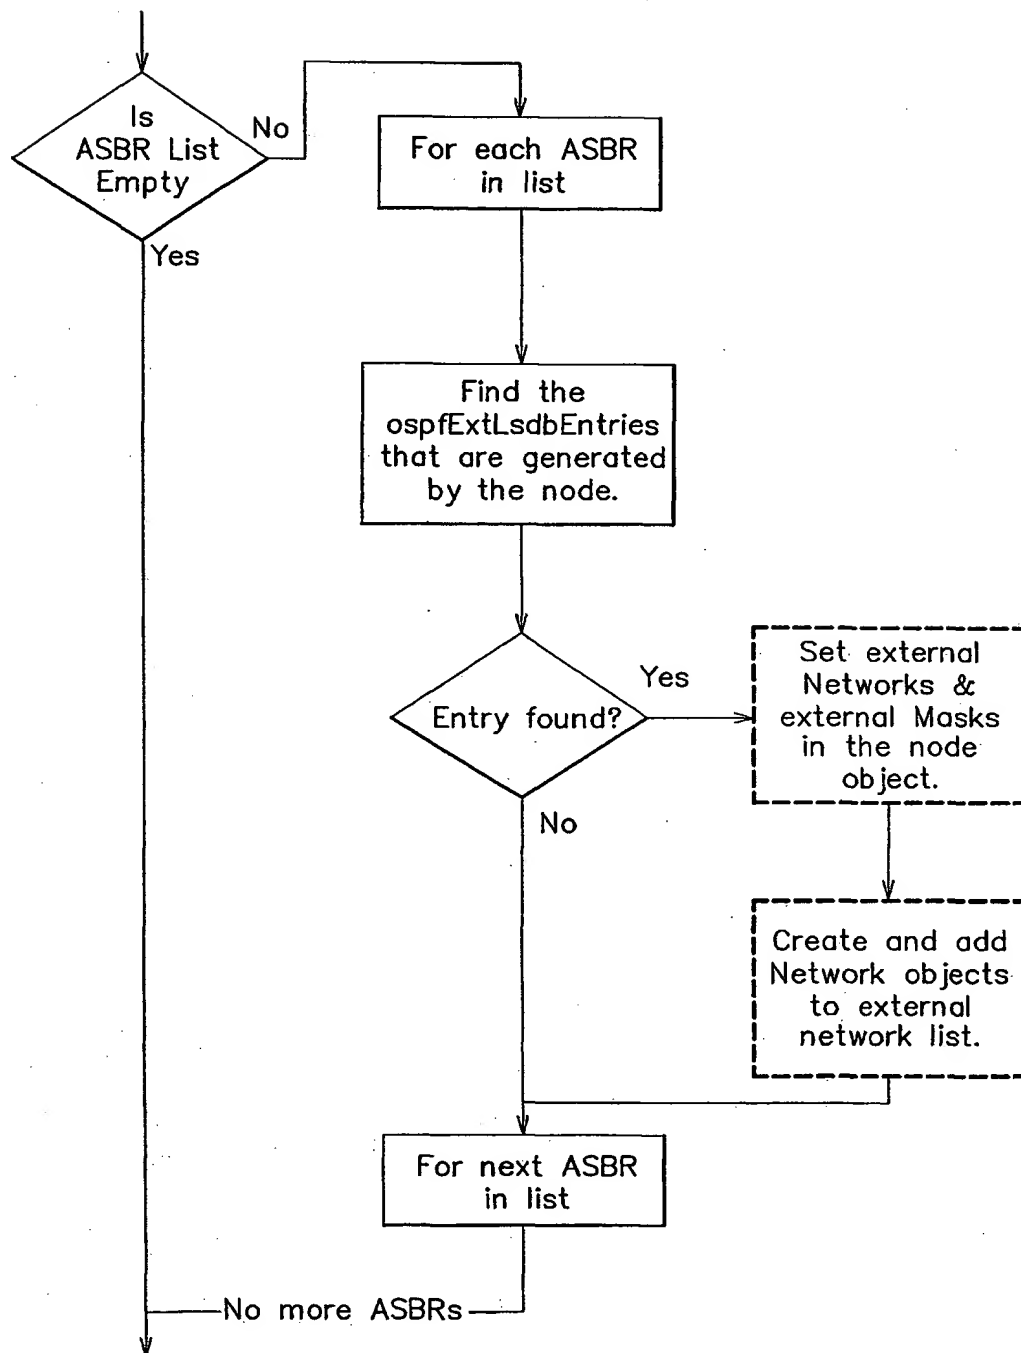 Is
ASBR List
Empty
No
Yes
For each ASBR
in list
Find the
ospfExtLsdbEntries
that are generated
by the node.
Entry found?
Yes
No
Set external
Networks &
external Masks
in the node
object.
Create and add
Network objects
to external
network list.
For next ASBR
in list
No more ASBRs